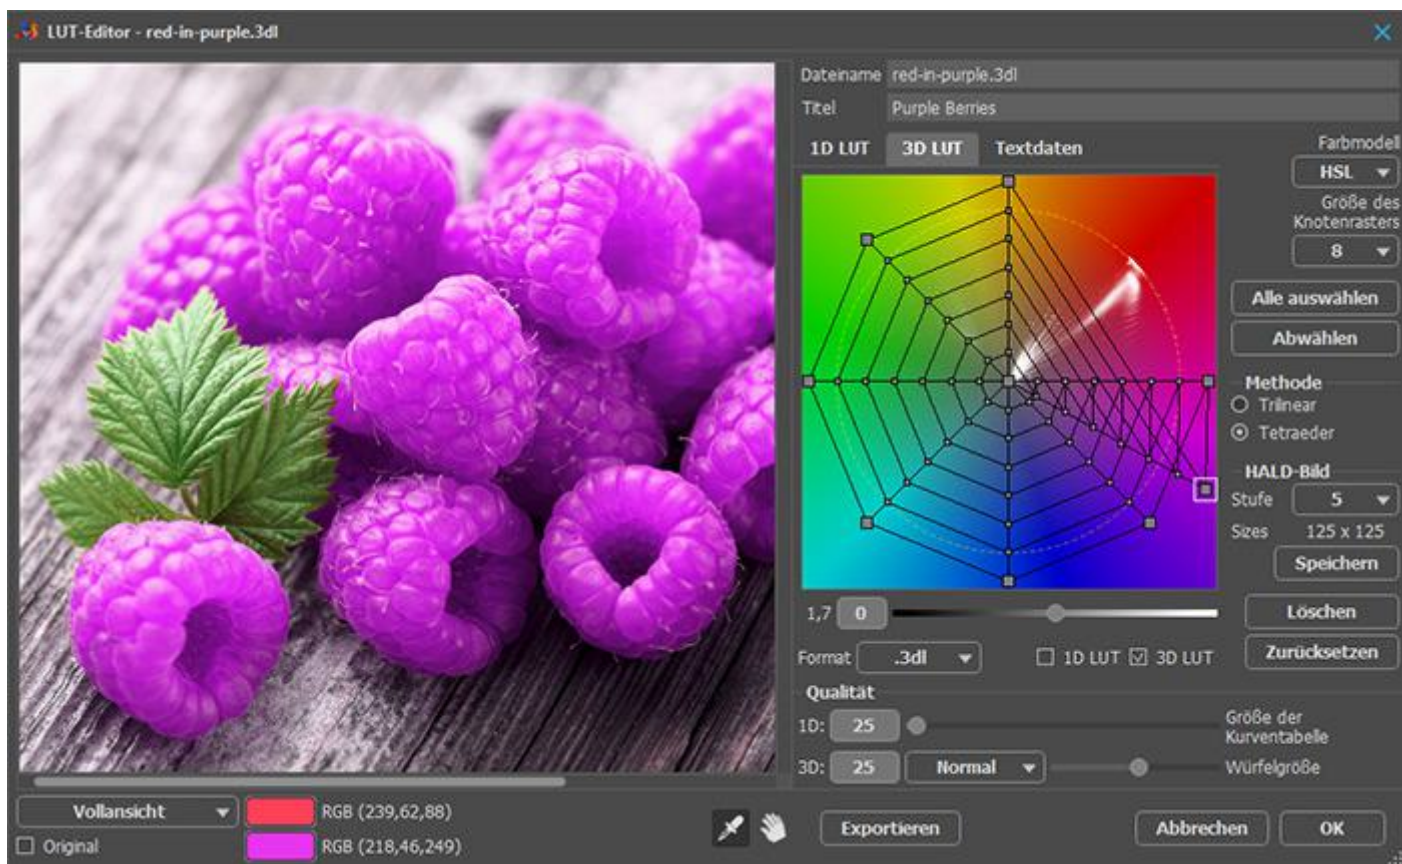 LUT-Editor - red-in-purple.3dl
Dateiname red-in-purple.3dl
Titel Purple Berries
1D LUT 3D LUT Textdaten
Farbmodell
HSL
Größe des
Knotenrasters
8
Alle auswählen
Abwählen
Methode
Trilnear
Tetraeder
HALD-Bild
Stufe 5
Sizes 125 x 125
Speichern
1,7 0
Löschen
Format .3dl 1D LUT 3D LUT
Zurücksetzen
Qualität
1D: 25 Größe der
Kurventabelle
3D: 25 Normal Würfelgröße
Vollansicht RGB (239,62,88)
Original RGB (218,46,249)
Exportieren Abbrechen OK